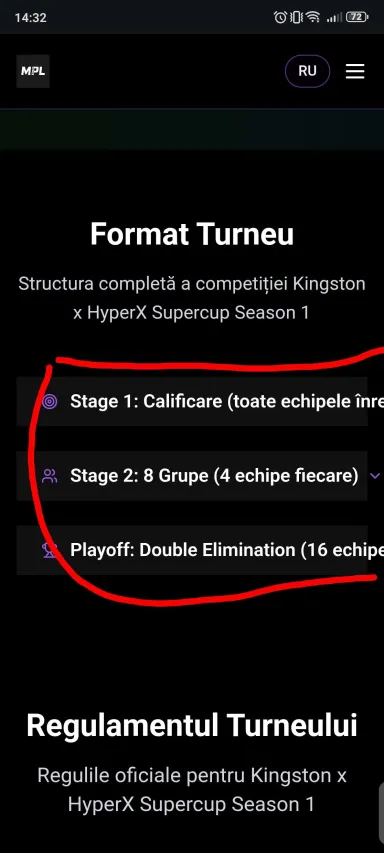 14:32
72
MPL
RU
Format Turneu
Structura completă a competiției Kingston
x HyperX Supercup Season 1
Stage 1: Calificare (toate echipele înre
Stage 2: 8 Grupe (4 echipe fiecare)
Playoff: Double Elimination (16 echipe
Regulamentul Turneului
Regulile oficiale pentru Kingston x
HyperX Supercup Season 1